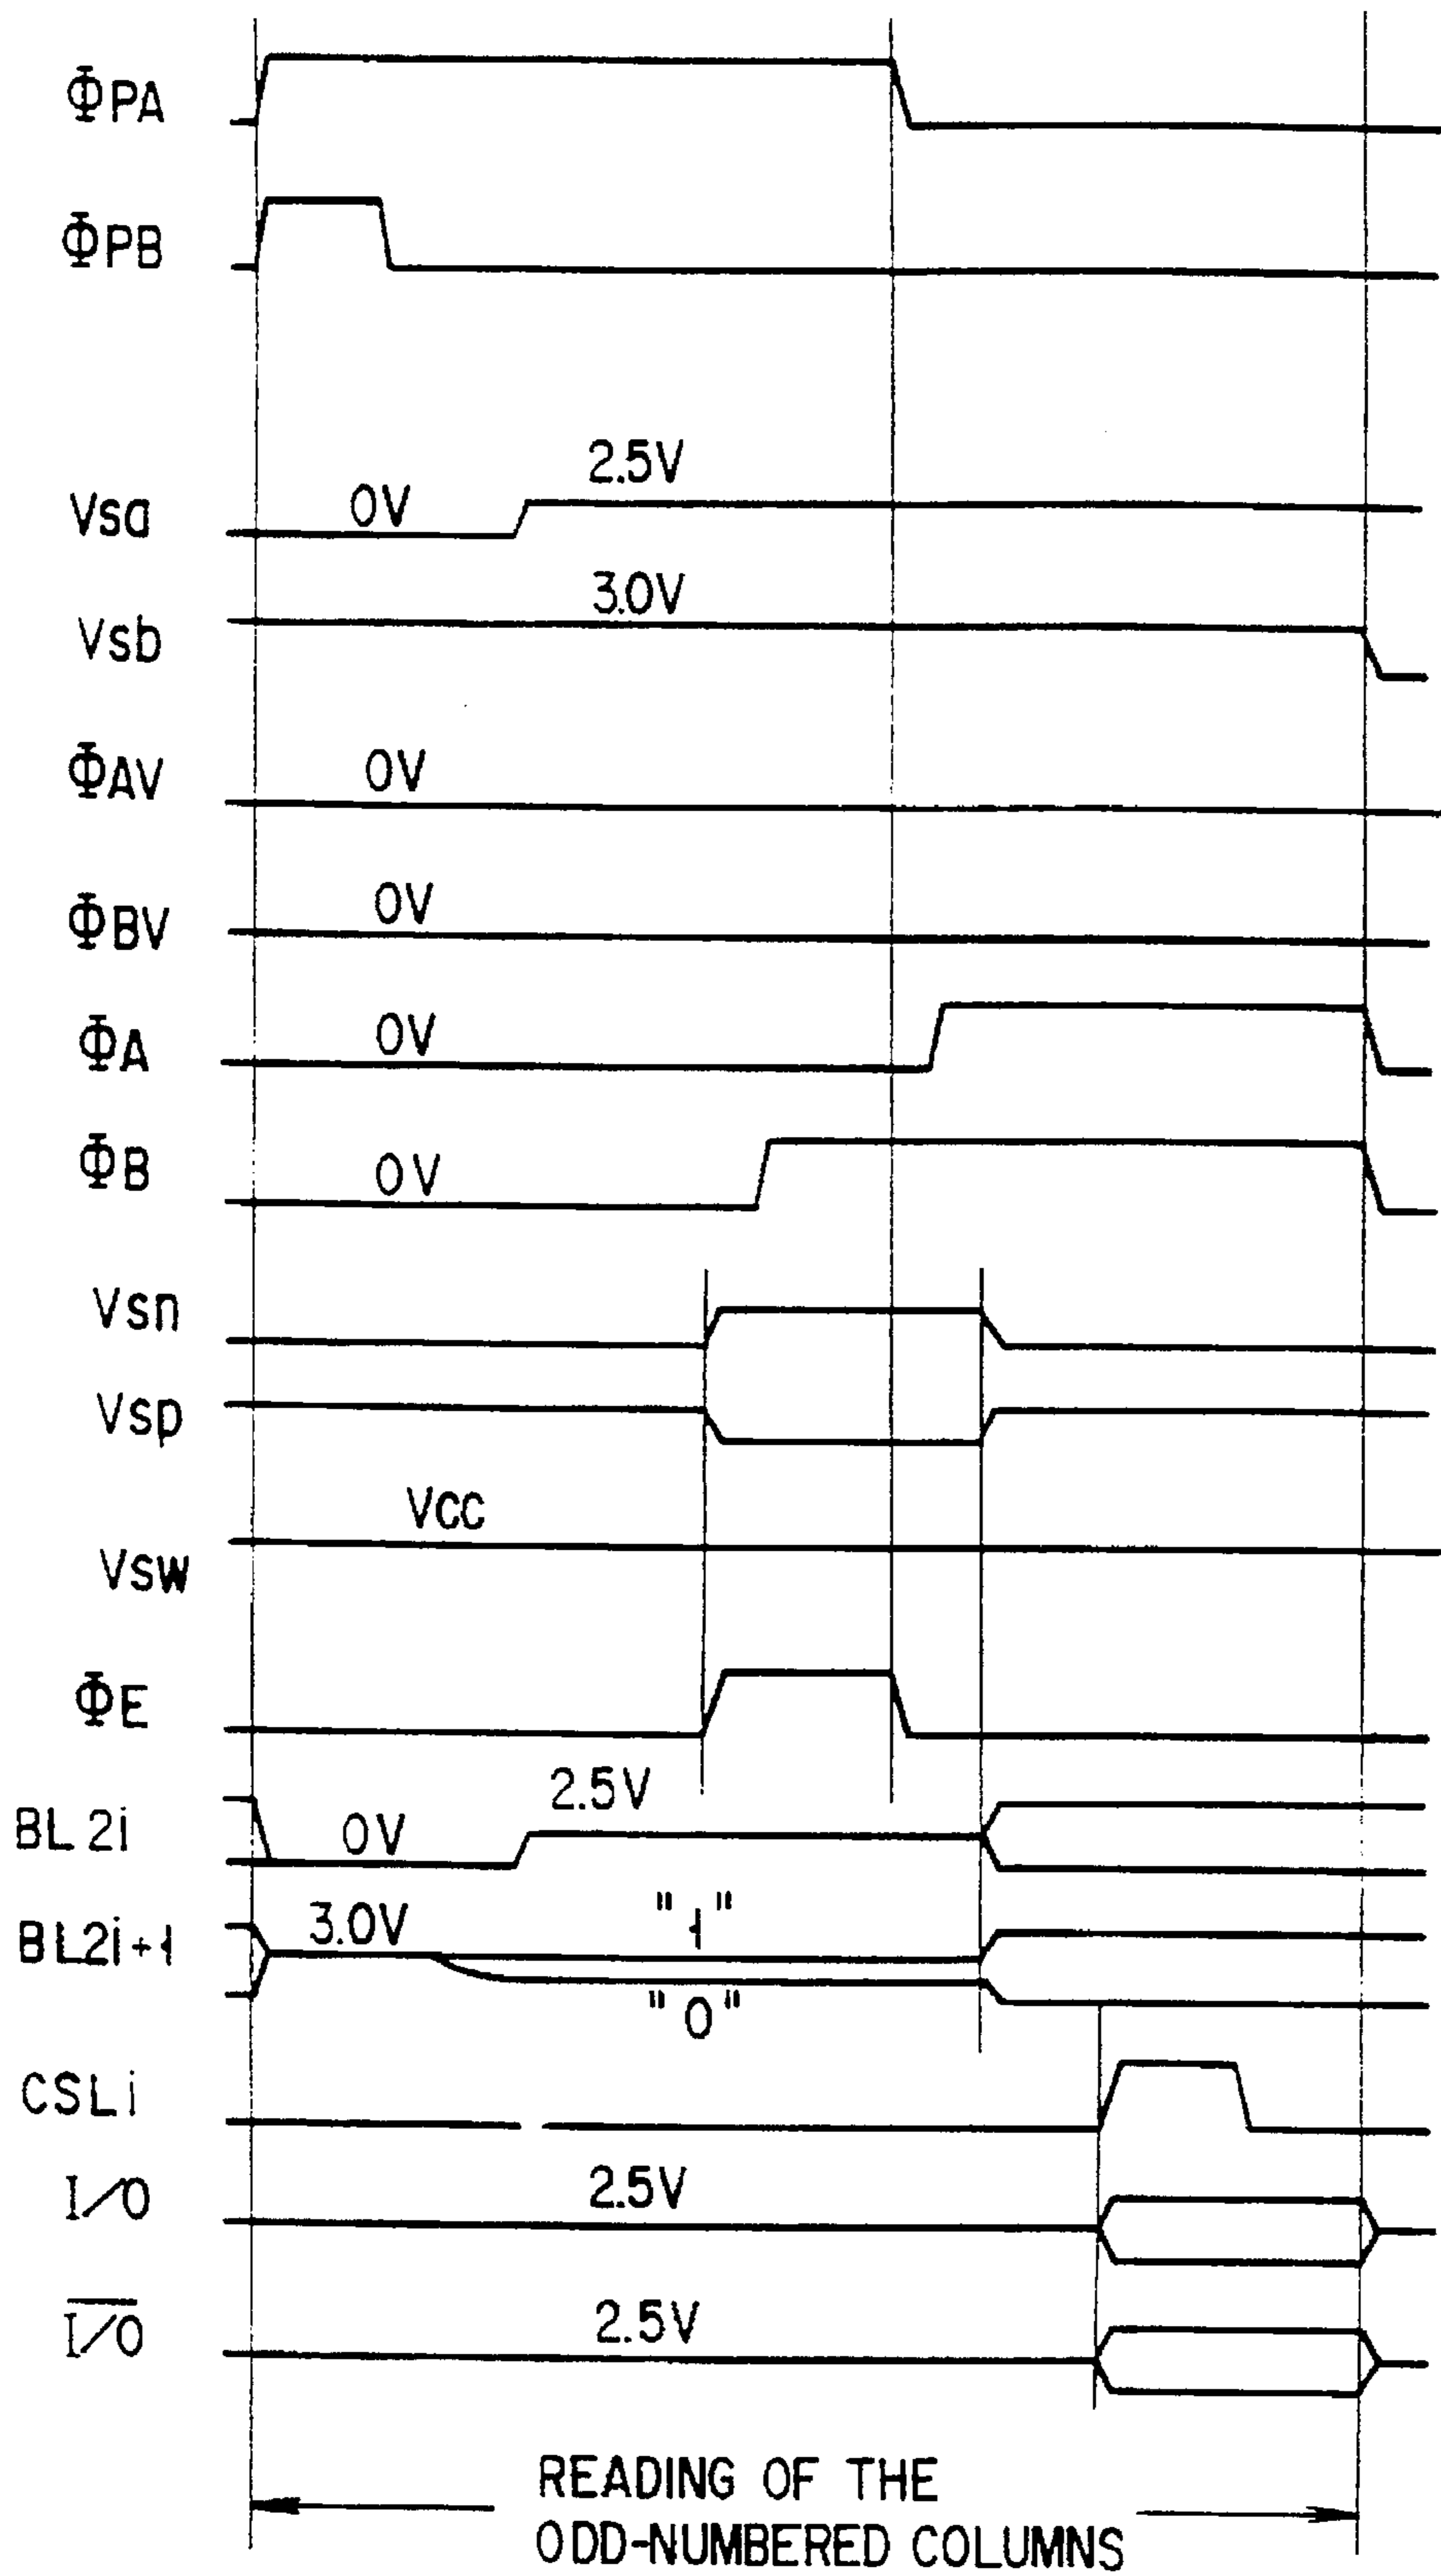 ΦPA
ΦPB
2.5V
Vsa 0V
3.0V
Vsb
ΦAV 0V
ΦBV 0V
ΦA 0V
ΦB 0V
Vsn
Vsp
Vcc
Vsw
ΦE
2.5V
BL2i 0V
BL2i+1 3.0V "1"
"0"
CSLi
I/O 2.5V
I/O 2.5V
READING OF THE
ODD-NUMBERED COLUMNS